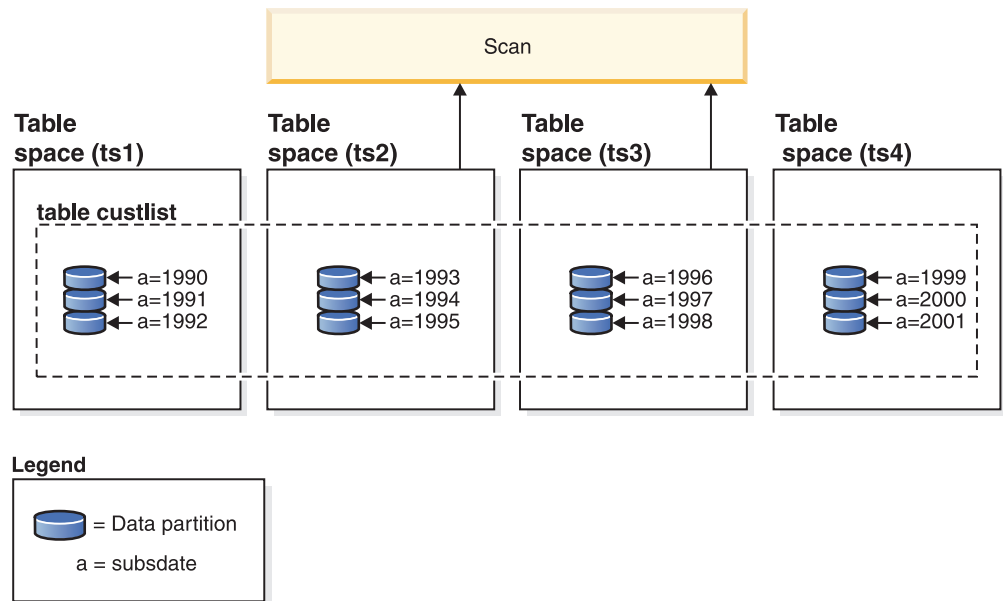 Scan
Table
space (ts1)
Table
space (ts2)
Table
space (ts3)
Table
space (ts4)
table custlist
a=1990
a=1991
a=1992
a=1993
a=1994
a=1995
a=1996
a=1997
a=1998
a=1999
a=2000
a=2001
Legend
= Data partition
a = subsdate